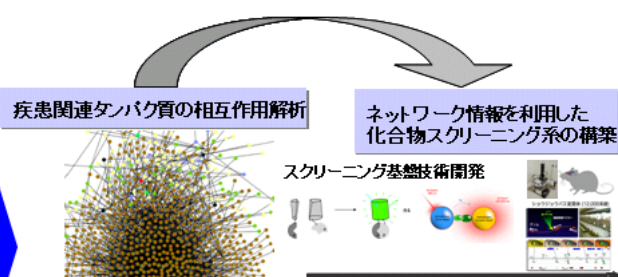 疾患関連タンパク質の相互作用解析
ネットワーク情報を利用した
化合物スクリーニング系の構築
スクリーニング基盤技術開発